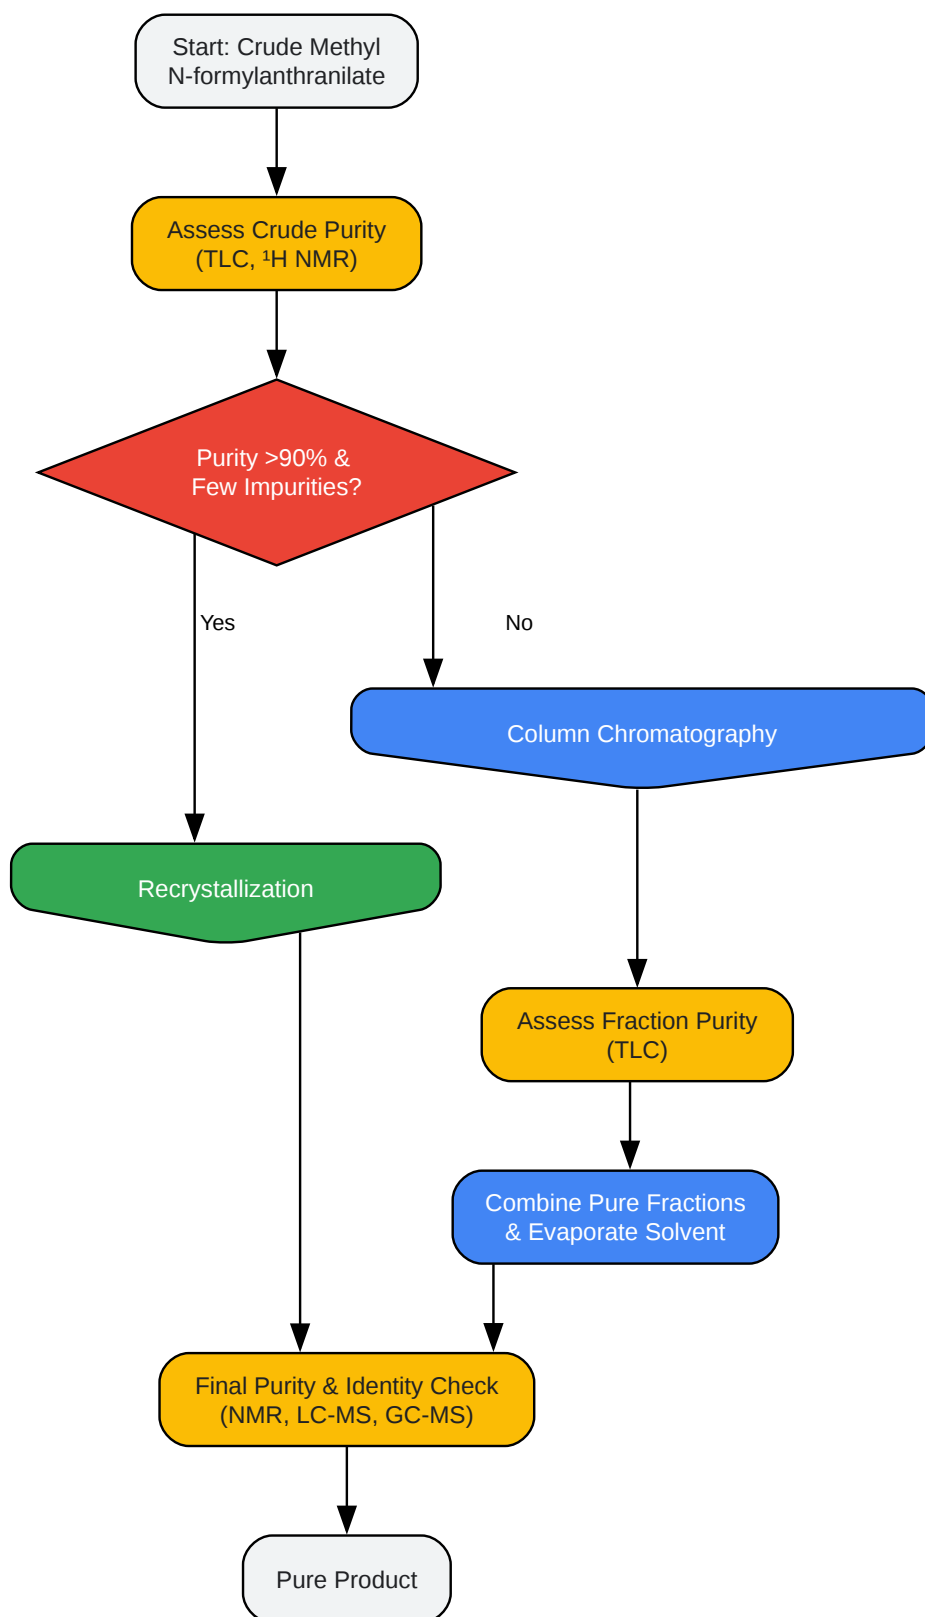 Start: Crude Methyl
N-formylanthranilate
Assess Crude Purity
(TLC, ¹H NMR)
Purity >90% &
Few Impurities?
Yes
No
Column Chromatography
Recrystallization
Assess Fraction Purity
(TLC)
Combine Pure Fractions
& Evaporate Solvent
Final Purity & Identity Check
(NMR, LC-MS, GC-MS)
Pure Product